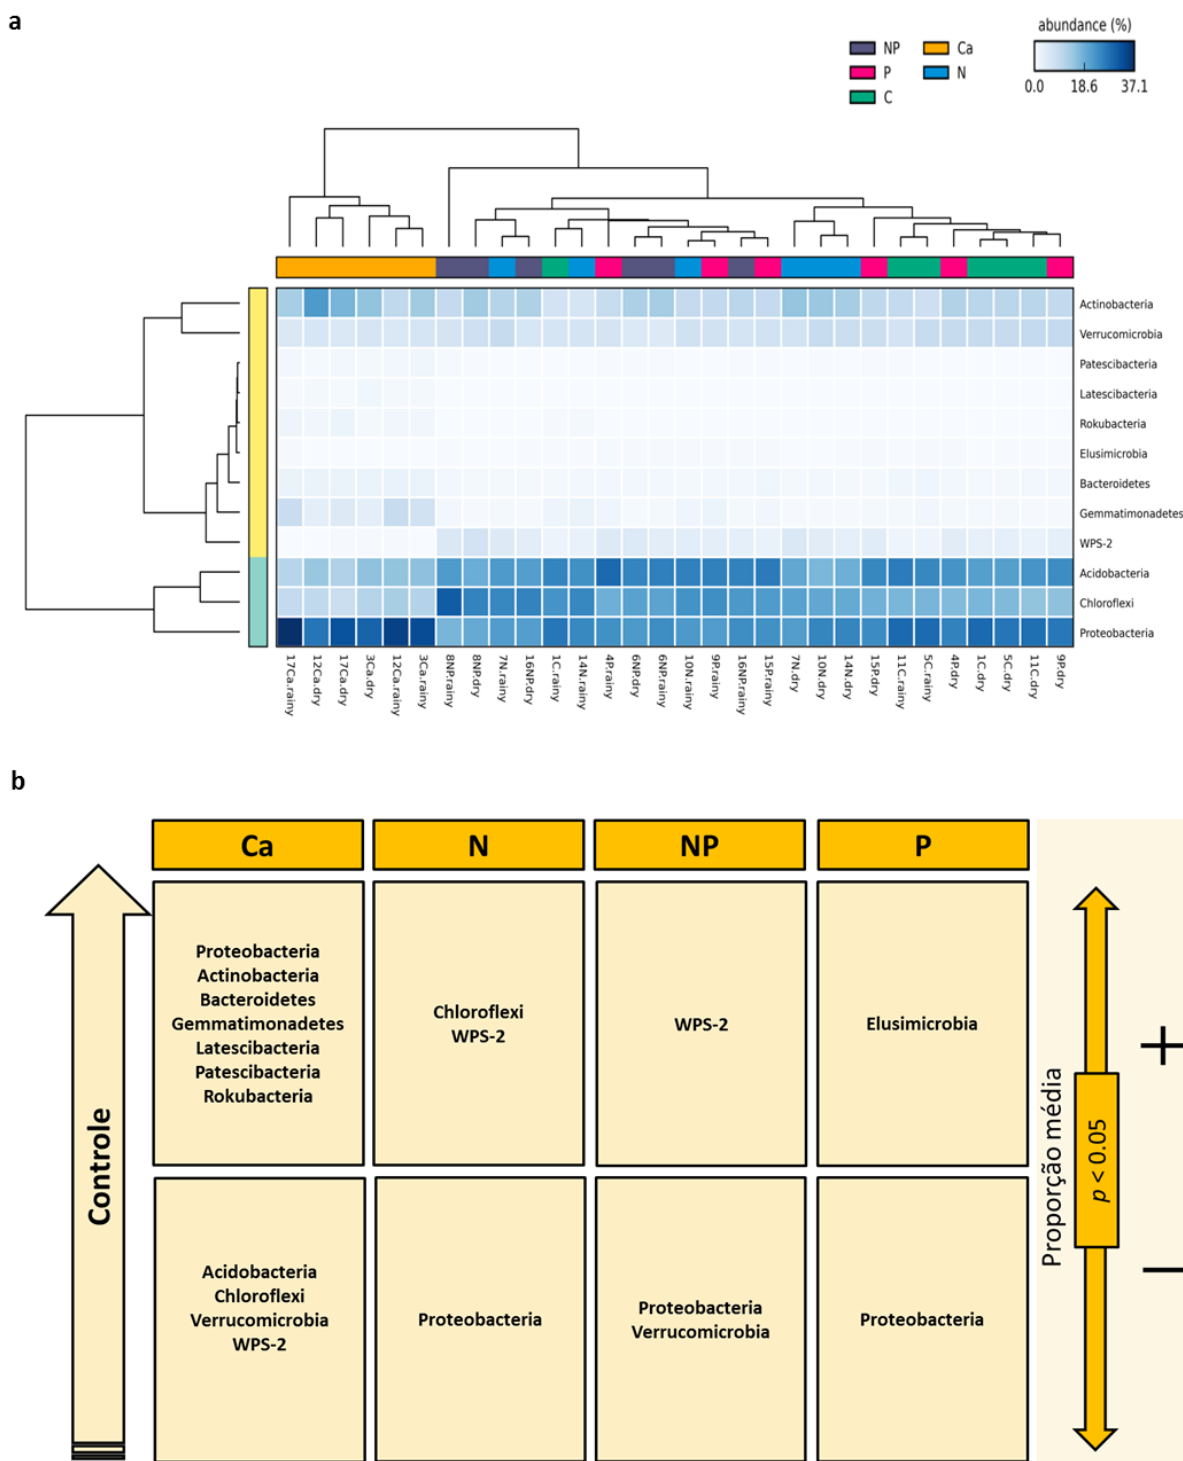 a
abundance (%)
NP
Ca
P
N
C
0.0 18.6 37.1
Actinobacteria
Verrucomicrobia
Patescibacteria
Latescibacteria
Rokubacteria
Elusimicrobia
Bacteroidetes
Gemmatimonadetes
WPS-2
Acidobacteria
Chloroflexi
Proteobacteria
17Ca.rainy
12Ca.dry
17Ca.dry
3Ca.dry
12Ca.rainy
3Ca.rainy
8NP.rainy
8NP.dry
7N.rainy
16NP.dry
1C.rainy
14N.rainy
4P.rainy
6NP.dry
6NP.rainy
10N.rainy
9P.rainy
16NP.rainy
15P.rainy
7N.dry
10N.dry
14N.dry
15P.dry
11C.rainy
5C.rainy
4P.dry
1C.dry
5C.dry
11C.dry
9P.dry
b
Ca
N
NP
P
Controle
Proteobacteria
Actinobacteria
Bacteroidetes
Gemmatimonadetes
Latescibacteria
Patescibacteria
Rokubacteria
Chloroflexi
WPS-2
WPS-2
Elusimicrobia
Acidobacteria
Chloroflexi
Verrucomicrobia
WPS-2
Proteobacteria
Proteobacteria
Verrucomicrobia
Proteobacteria
Proporção média
p < 0.05
+
−